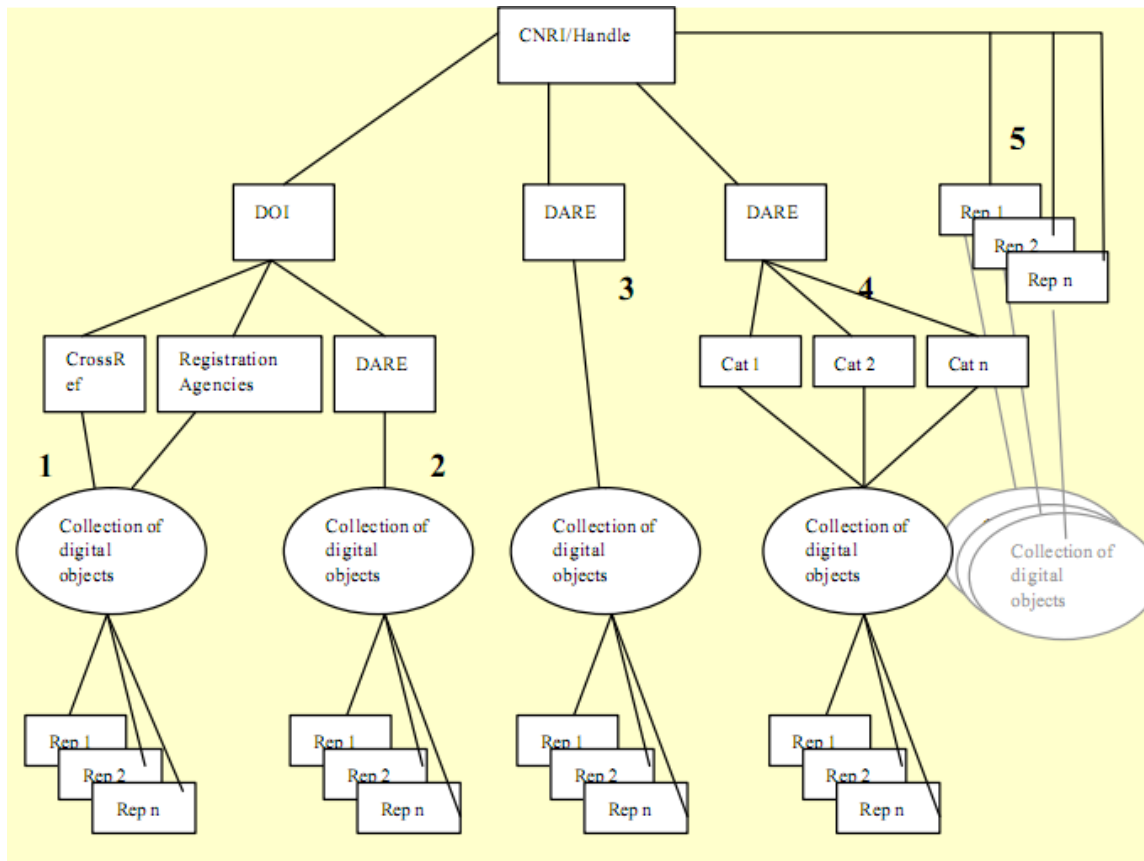 CNRI/Handle
5
DOI
DARE
DARE
Rep 1
Rep 2
Rep n
3
4
CrossR
ef
Registration
Agencies
DARE
Cat 1
Cat 2
Cat n
1
2
Collection of
digital
objects
Collection of
digital
objects
Collection of
digital
objects
Collection of
digital
objects
Collection of
digital
objects
Rep 1
Rep 2
Rep n
Rep 1
Rep 2
Rep n
Rep 1
Rep 2
Rep n
Rep 1
Rep 2
Rep n